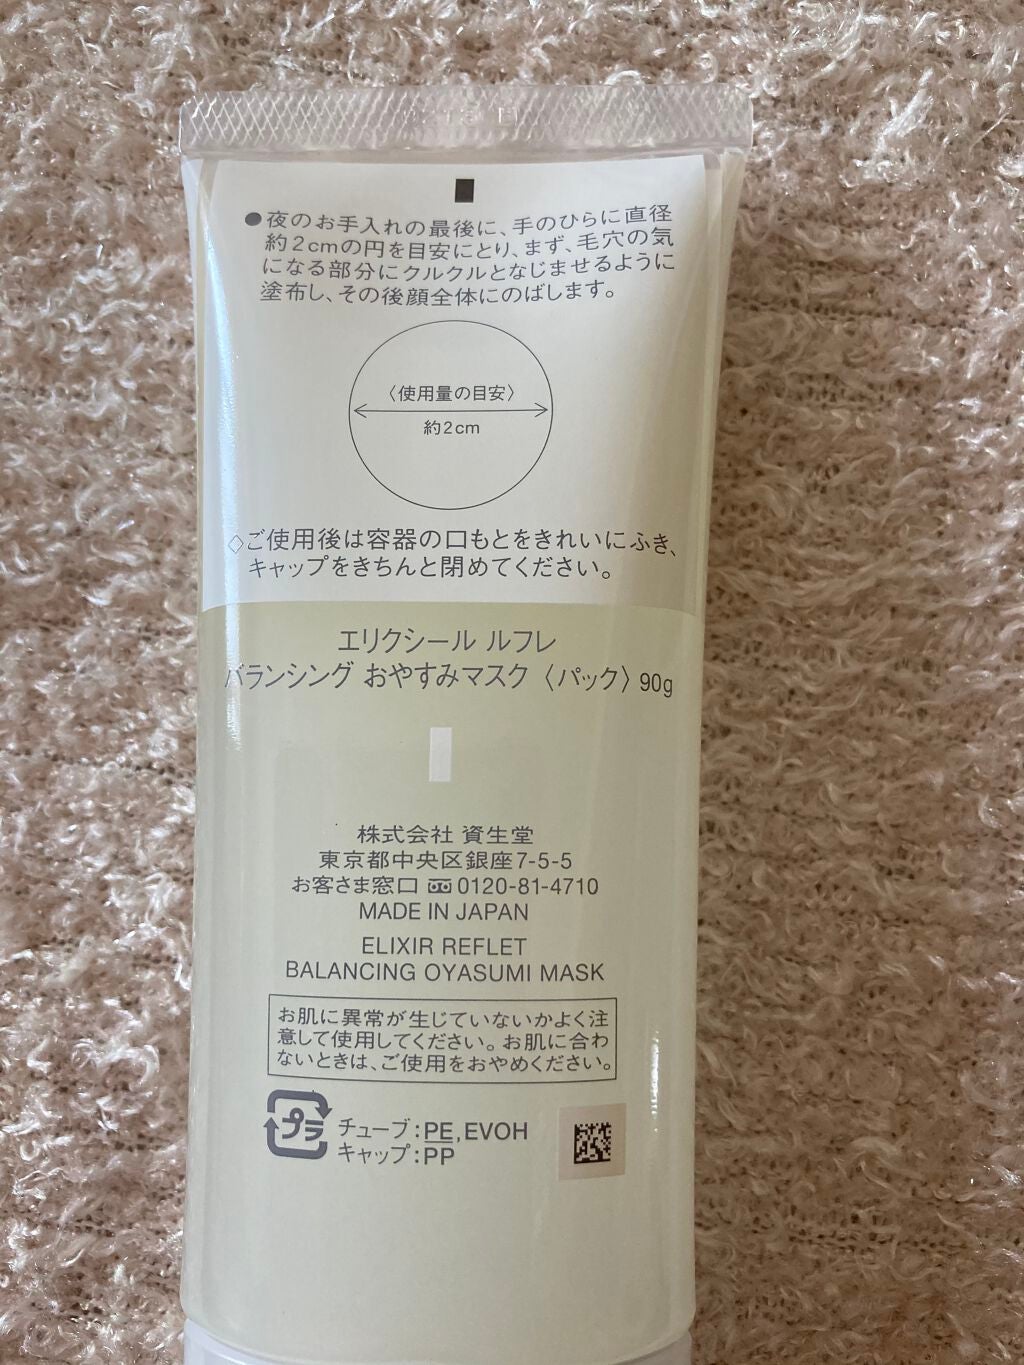 ●夜のお手入れの最後に、手のひらに直径
約2cmの円を目安にとり、まず、毛穴の気
になる部分にクルクルとなじませるように
塗布し、その後顔全体にのばします。
〈使用量の目安〉
約2cm
◇ご使用後は容器の口もとをきれいにふき、
キャップをきちんと閉めてください。
エリクシール ルフレ
バランシング おやすみマスク 〈パック〉 90g
株式会社 資生堂
東京都中央区銀座7-5-5
お客さま窓口 0120-81-4710
MADE IN JAPAN
ELIXIR REFLET
BALANCING OYASUMI MASK
お肌に異常が生じていないかよく注
意して使用してください。お肌に合わ
ないときは、ご使用をおやめください。
プラ
チューブ:PE,EVOH
キャップ:PP